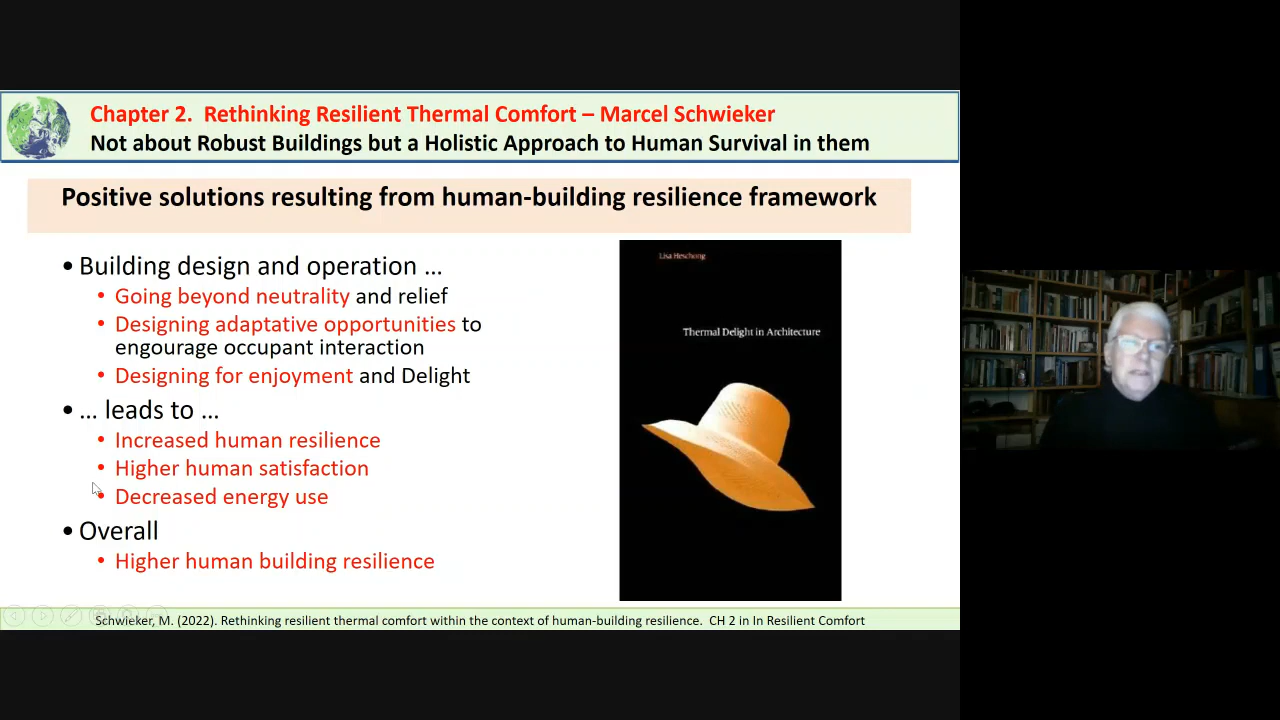 Chapter 2. Rethinking Resilient Thermal Comfort – Marcel Schwieker
Not about Robust Buildings but a Holistic Approach to Human Survival in them
Positive solutions resulting from human-building resilience framework
• Building design and operation ...
• Going beyond neutrality and relief
• Designing adaptative opportunities to
engourage occupant interaction
• Designing for enjoyment and Delight
• ... leads to ...
• Increased human resilience
• Higher human satisfaction
• Decreased energy use
• Overall
• Higher human building resilience
Lisa Heschong
Thermal Delight in Architecture
Schwieker, M. (2022). Rethinking resilient thermal comfort within the context of human-building resilience. CH 2 in In Resilient Comfort